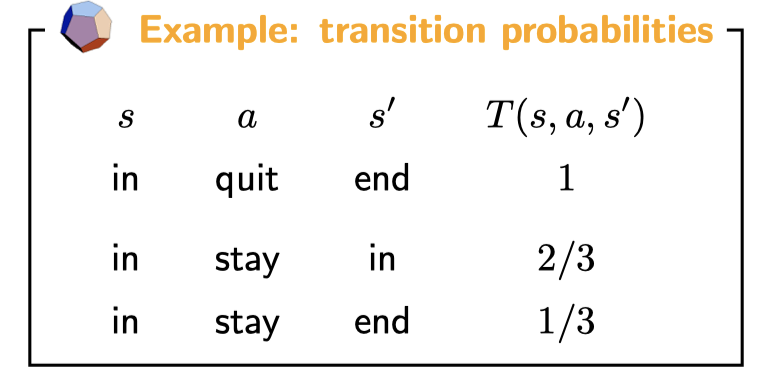 Example: transition probabilities
s a s′ T(s, a, s′)
in quit end 1
in stay in 2/3
in stay end 1/3